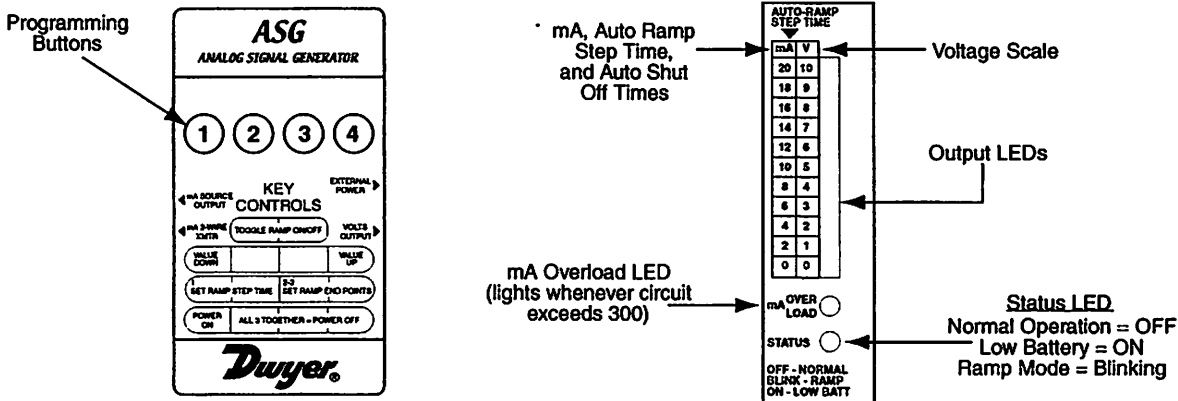 Programming
Buttons
ASG
ANALOG SIGNAL GENERATOR
1 2 3 4
mA SOURCE
OUTPUT
KEY
CONTROLS
EXTERNAL
POWER
mA 2-WIRE
XMTR
TOGGLE RAMP ON/OFF
VOLTS
OUTPUT
VALUE
DOWN
VALUE
UP
1
SET RAMP STEP TIME
2-3
SET RAMP END POINTS
POWER
ON
ALL 3 TOGETHER = POWER OFF
Dwyer®
mA, Auto Ramp
Step Time,
and Auto Shut
Off Times
AUTO-RAMP
STEP TIME
mA V
20 10
18 9
16 8
14 7
12 6
10 5
8 4
6 3
4 2
2 1
0 0
Voltage Scale
Output LEDs
mA Overload LED
(lights whenever circuit
exceeds 300)
mA OVER
LOAD
STATUS
OFF - NORMAL
BLINK - RAMP
ON - LOW BATT
Status LED
Normal Operation = OFF
Low Battery = ON
Ramp Mode = Blinking